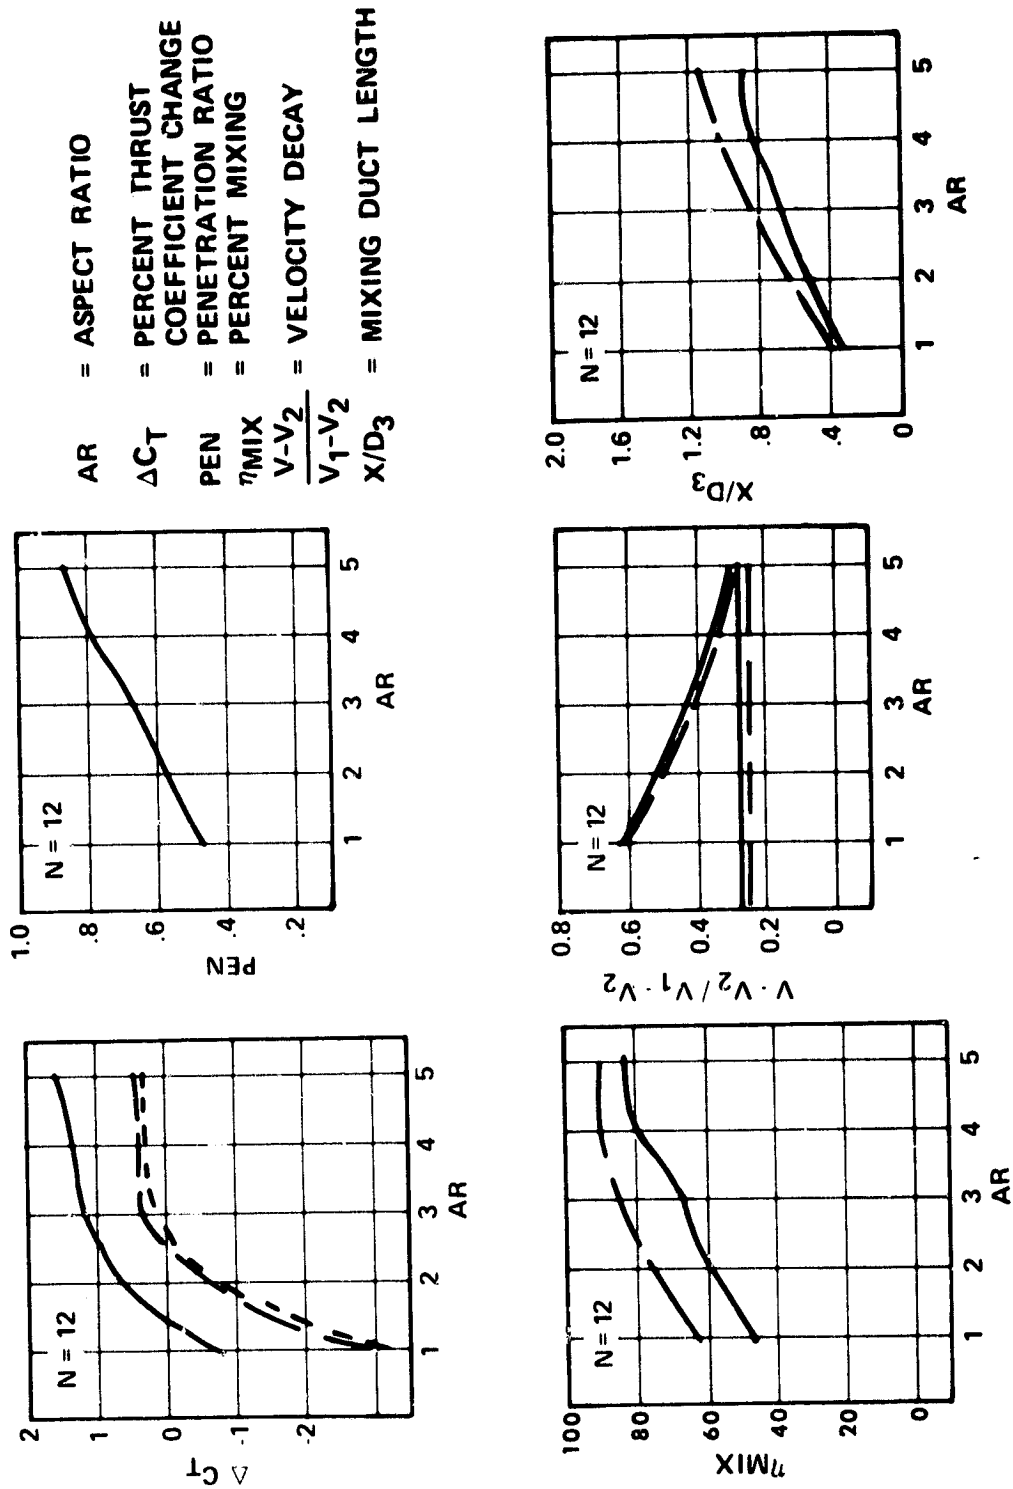 AR = ASPECT RATIO
ΔCT = PERCENT THRUST
COEFFICIENT CHANGE
PEN = PENETRATION RATIO
ηMIX = PERCENT MIXING
V-V2
V1-V2 = VELOCITY DECAY
X/D3 = MIXING DUCT LENGTH
N = 12
2
1
0
-1
-2
Δ CT
1 2 3 4 5
AR
N = 12
1.0
.8
.6
.4
.2
PEN
1 2 3 4 5
AR
N = 12
100
80
60
40
20
0
ηMIX
1 2 3 4 5
AR
N = 12
0.8
0.6
0.4
0.2
0
V · V2 / V1 · V2
1 2 3 4 5
AR
N = 12
2.0
1.6
1.2
.8
.4
0
X/D3
1 2 3 4 5
AR